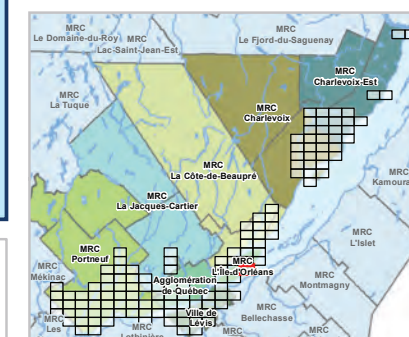 MRC
Le Domaine-du-Roy
MRC
Lac-Saint-Jean-Est
MRC
Le Fjord-du-Saguenay
MRC
Charlevoix-Est
MRC
La Tuque
MRC
Charlevoix
MRC
La Côte-de-Beaupré
MRC
Kamoura
MRC
La Jacques-Cartier
MRC
L'Islet
MRC
Portneuf
MRC
L'Île-d'Orléans
MRC
Mékinac
Agglomération
de Québec
MRC
Montmagny
MRC
Bellechasse
Ville de
Lévis
MRC
Les
MRC
Lotbinière
MRC
MRC